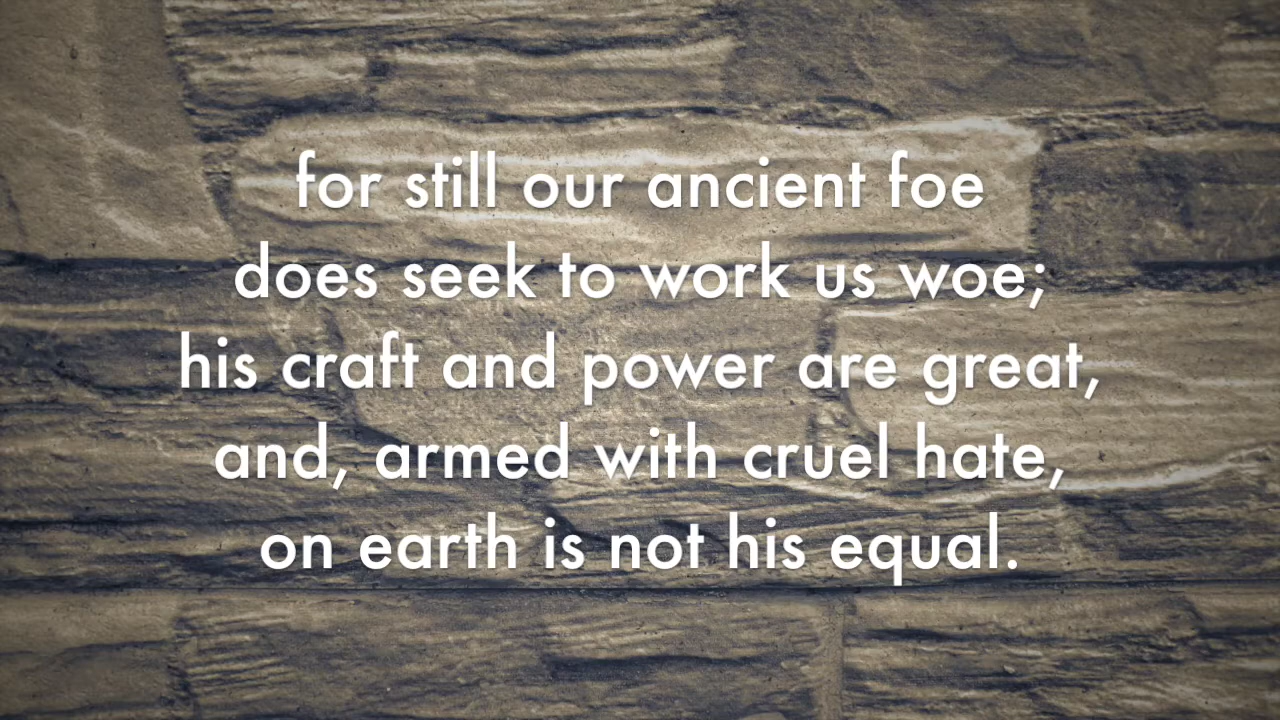 for still our ancient foe
does seek to work us woe;
his craft and power are great,
and, armed with cruel hate,
on earth is not his equal.